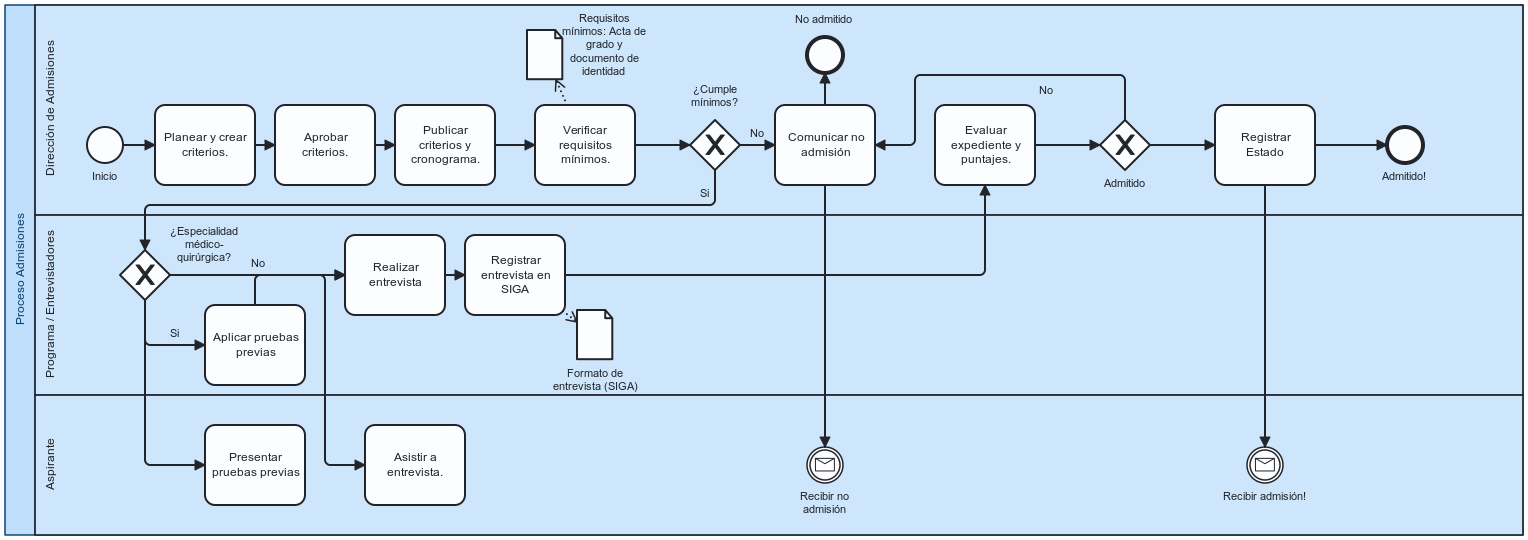 Proceso Admisiones
Dirección de Admisiones
Inicio
Planear y crear
criterios.
Aprobar
criterios.
Publicar
criterios y
cronograma.
Requisitos
mínimos: Acta de
grado y
documento de
identidad
Verificar
requisitos
mínimos.
¿Cumple
mínimos?
No
Si
No admitido
Comunicar no
admisión
Evaluar
expediente y
puntajes.
No
Admitido
Registrar
Estado
Admitido!
Programa / Entrevistadores
¿Especialidad
médico-
quirúrgica?
No
Si
Aplicar pruebas
previas
Realizar
entrevista
Registrar
entrevista en
SIGA
Formato de
entrevista (SIGA)
Aspirante
Presentar
pruebas previas
Asistir a
entrevista.
Recibir no
admisión
Recibir admisión!